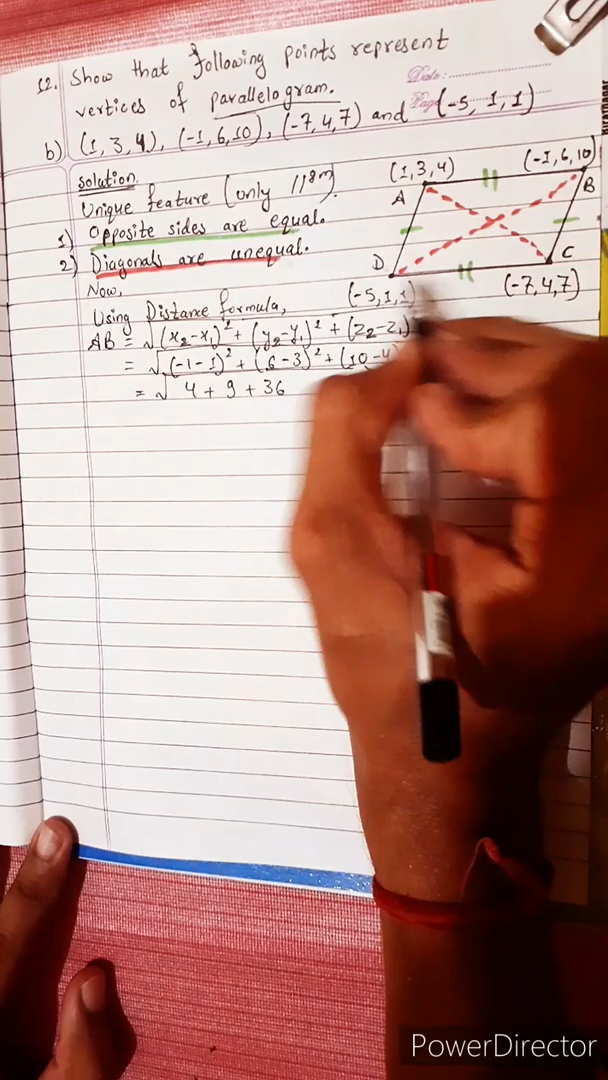 12. Show that following points represent
vertices of parallelogram.
Date:
Page
b) (1, 3, 4), (-1, 6, 10), (-7, 4, 7) and (-5, 1, 1)
solution,
Unique feature (only 11gm).
1) Opposite sides are equal.
2) Diagonals are unequal.
Now,
(1, 3, 4)
(-1, 6, 10)
A
B
D
C
(-5, 1, 1)
(-7, 4, 7)
Using Distance formula,
AB = √(x₂-x₁)² + (y₂-y₁)² + (z₂-z₁)
= √(-1-1)² + (6-3)² + (10-4)
= √4 + 9 + 36
PowerDirector